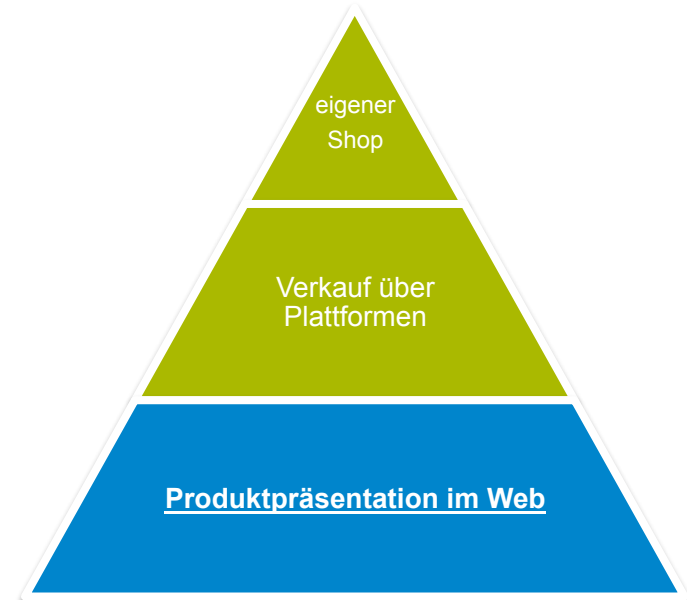 eigener
Shop
Verkauf über
Plattformen
Produktpräsentation im Web